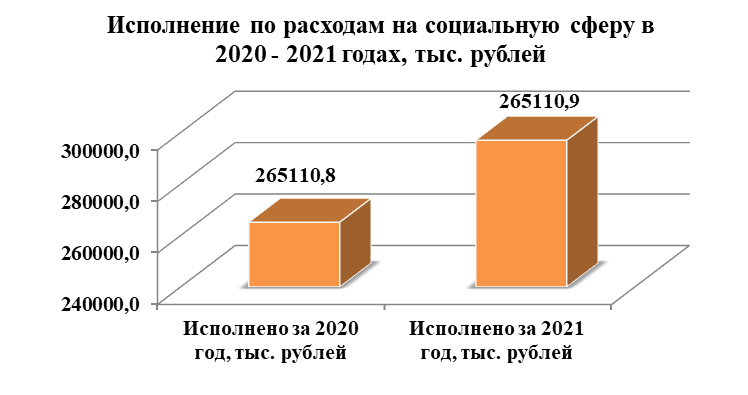 Исполнение по расходам на социальную сферу в
2020 - 2021 годах, тыс. рублей
265110,9
300000,0
265110,8
280000,0
260000,0
240000,0
Исполнено за 2020
год, тыс. рублей
Исполнено за 2021
год, тыс. рублей